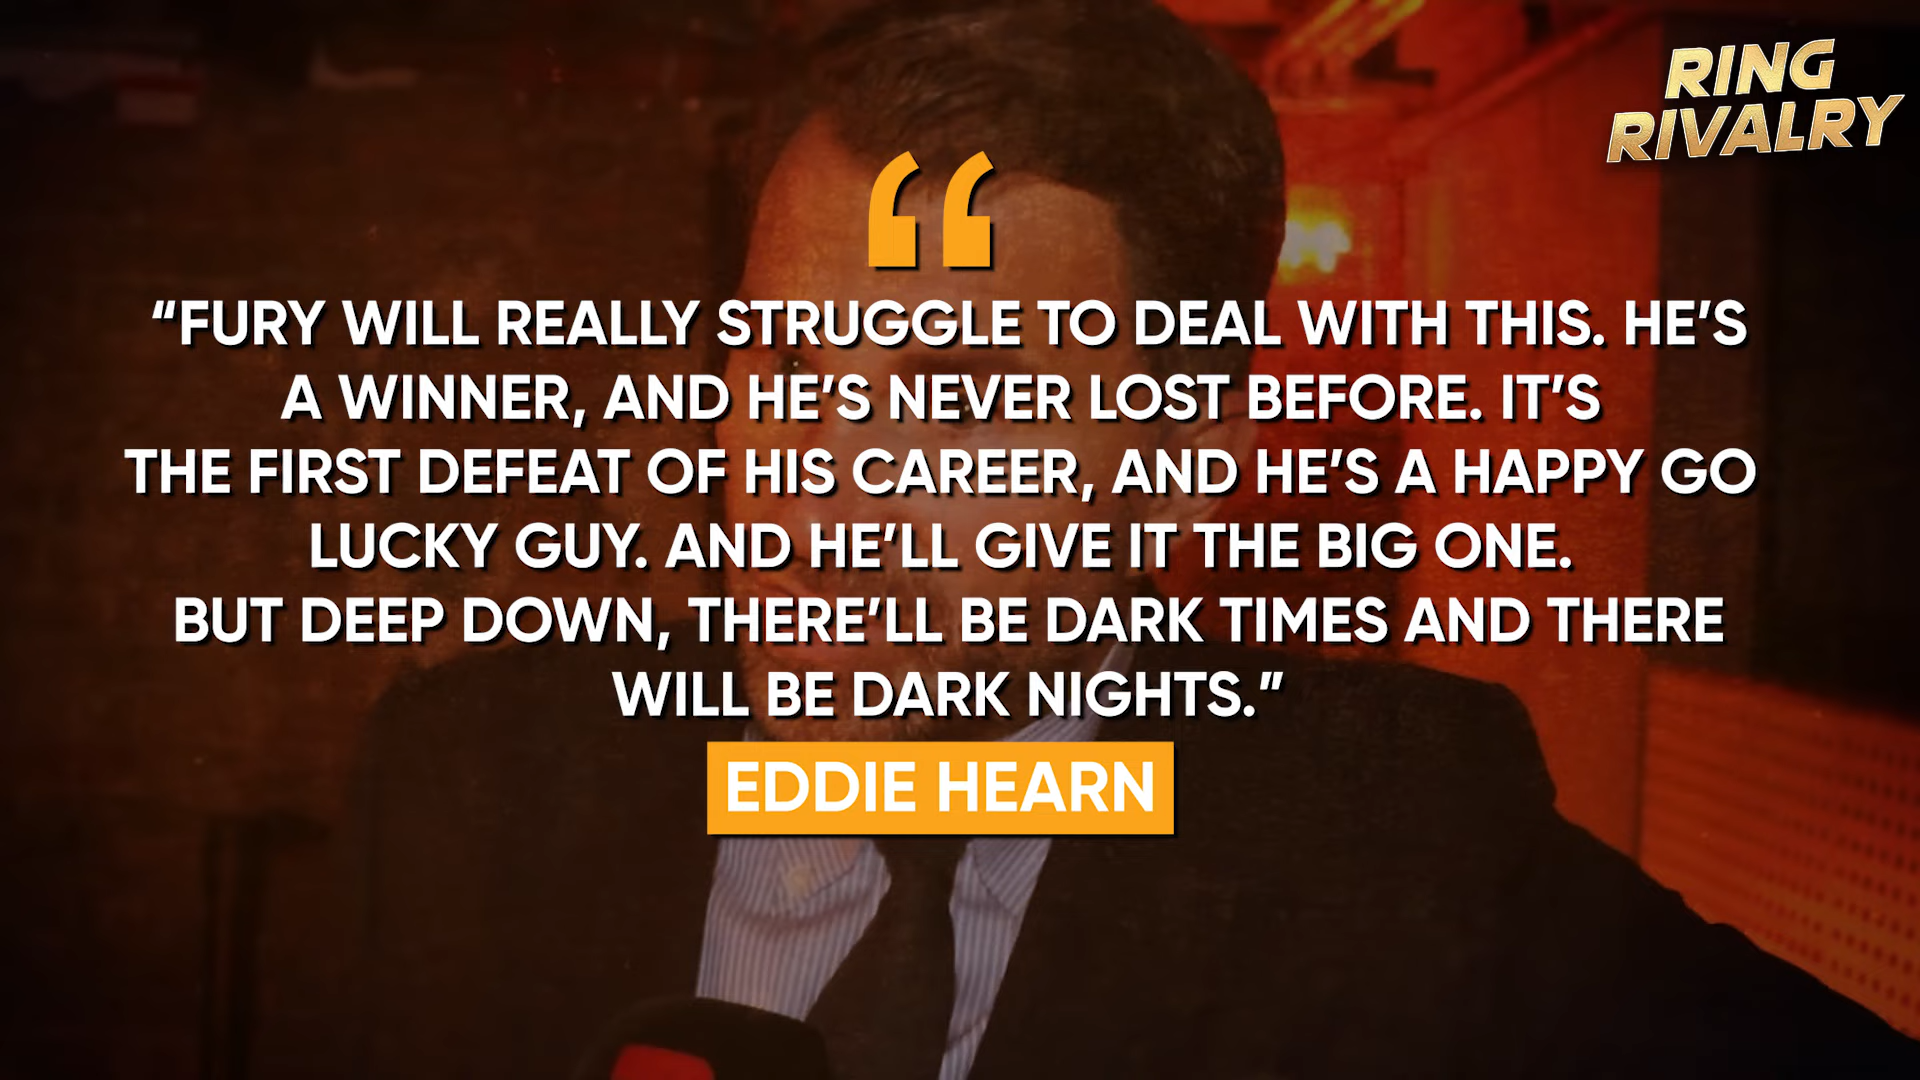 RING
RIVALRY
“
“FURY WILL REALLY STRUGGLE TO DEAL WITH THIS. HE’S
A WINNER, AND HE’S NEVER LOST BEFORE. IT’S
THE FIRST DEFEAT OF HIS CAREER, AND HE’S A HAPPY GO
LUCKY GUY. AND HE’LL GIVE IT THE BIG ONE.
BUT DEEP DOWN, THERE’LL BE DARK TIMES AND THERE
WILL BE DARK NIGHTS.”
EDDIE HEARN